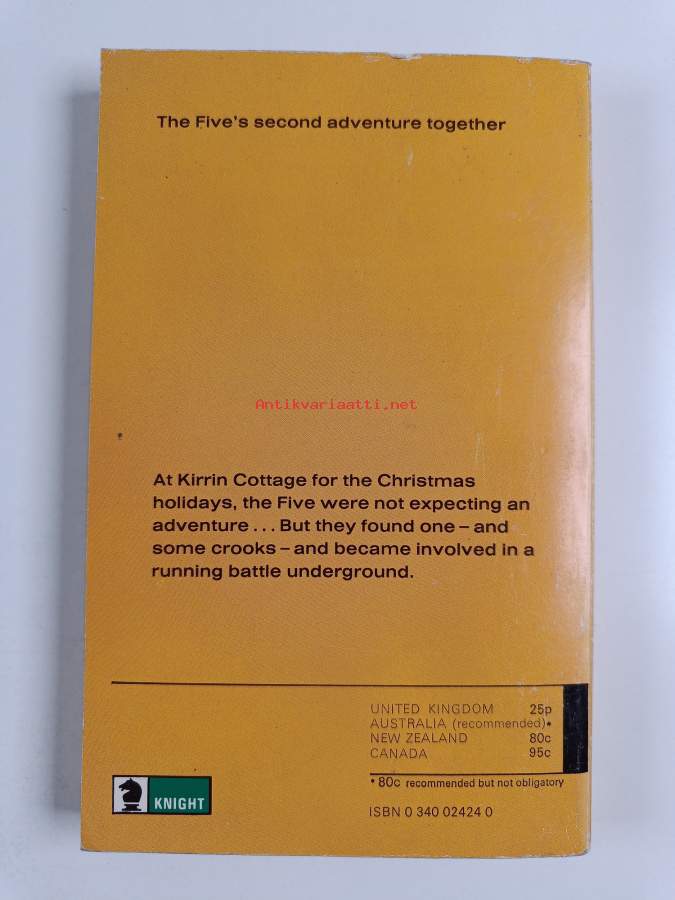 The Five's second adventure together
Antikvariaatti.net
At Kirrin Cottage for the Christmas
holidays, the Five were not expecting an
adventure . . . But they found one – and
some crooks – and became involved in a
running battle underground.
UNITED KINGDOM 25p
AUSTRALIA (recommended)*
NEW ZEALAND 80c
CANADA 95c
* 80c recommended but not obligatory
KNIGHT
ISBN 0 340 02424 0